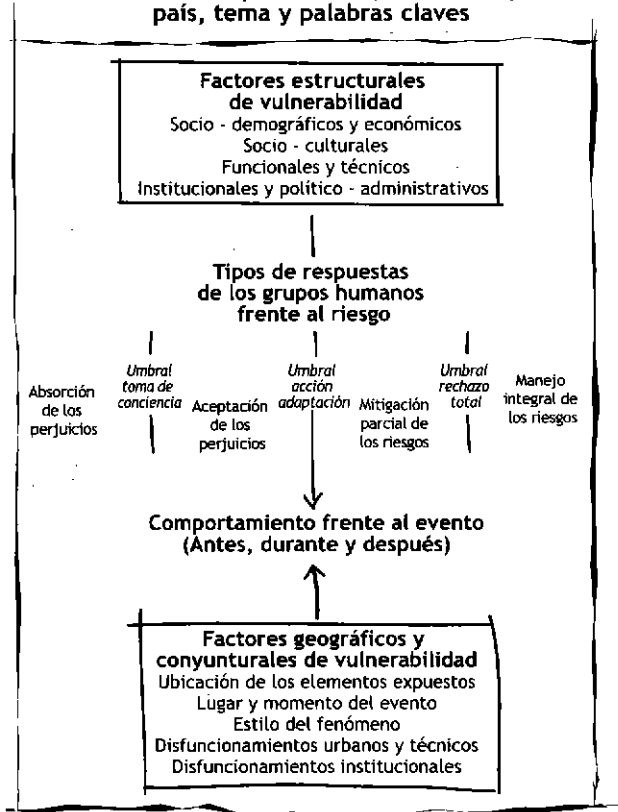 país, tema y palabras claves
Factores estructurales
de vulnerabilidad
Socio - demográficos y económicos
Socio - culturales
Funcionales y técnicos
Institucionales y político - administrativos
Tipos de respuestas
de los grupos humanos
frente al riesgo
Absorción
de los
perjuicios
Umbral
toma de
conciencia
Aceptación
de los
perjuicios
Umbral
acción
adaptación
Mitigación
parcial de
los riesgos
Umbral
rechazo
total
Manejo
integral de
los riesgos
Comportamiento frente al evento
(Antes, durante y después)
Factores geográficos y
conyunturales de vulnerabilidad
Ubicación de los elementos expuestos
Lugar y momento del evento
Estilo del fenómeno
Disfuncionamientos urbanos y técnicos
Disfuncionamientos institucionales